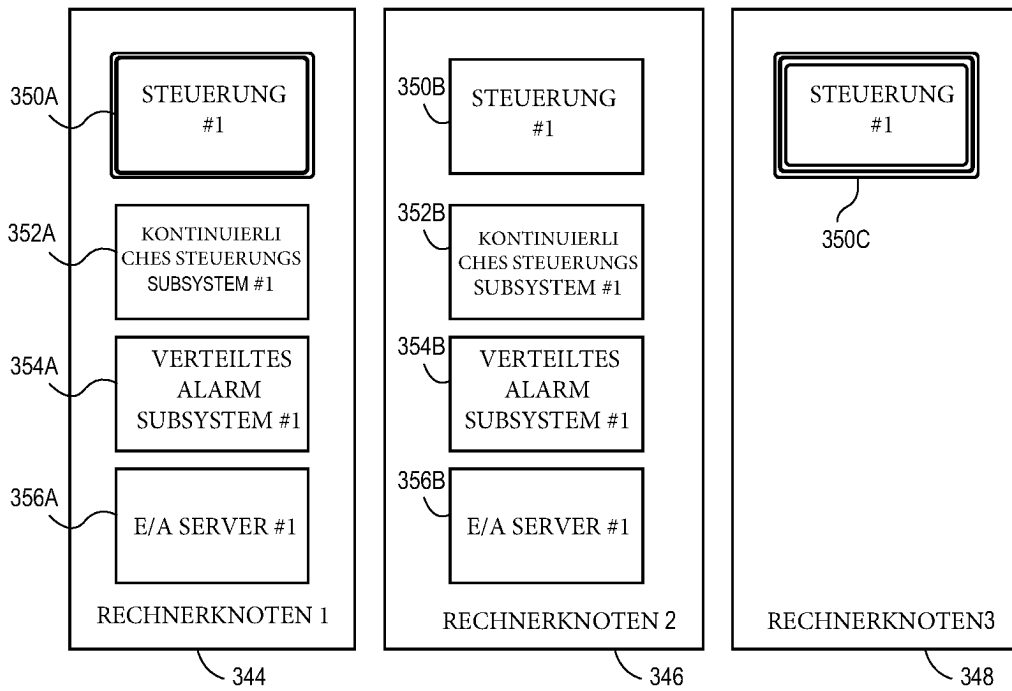 350A
STEUERUNG
#1
352A
KONTINUIERLI
CHES STEUERUNGS
SUBSYSTEM #1
354A
VERTEILTES
ALARM
SUBSYSTEM #1
356A
E/A SERVER #1
RECHNERKNOTEN 1
344
350B
STEUERUNG
#1
352B
KONTINUIERLI
CHES STEUERUNGS
SUBSYSTEM #1
354B
VERTEILTES
ALARM
SUBSYSTEM #1
356B
E/A SERVER #1
RECHNERKNOTEN 2
346
STEUERUNG
#1
350C
RECHNERKNOTEN3
348